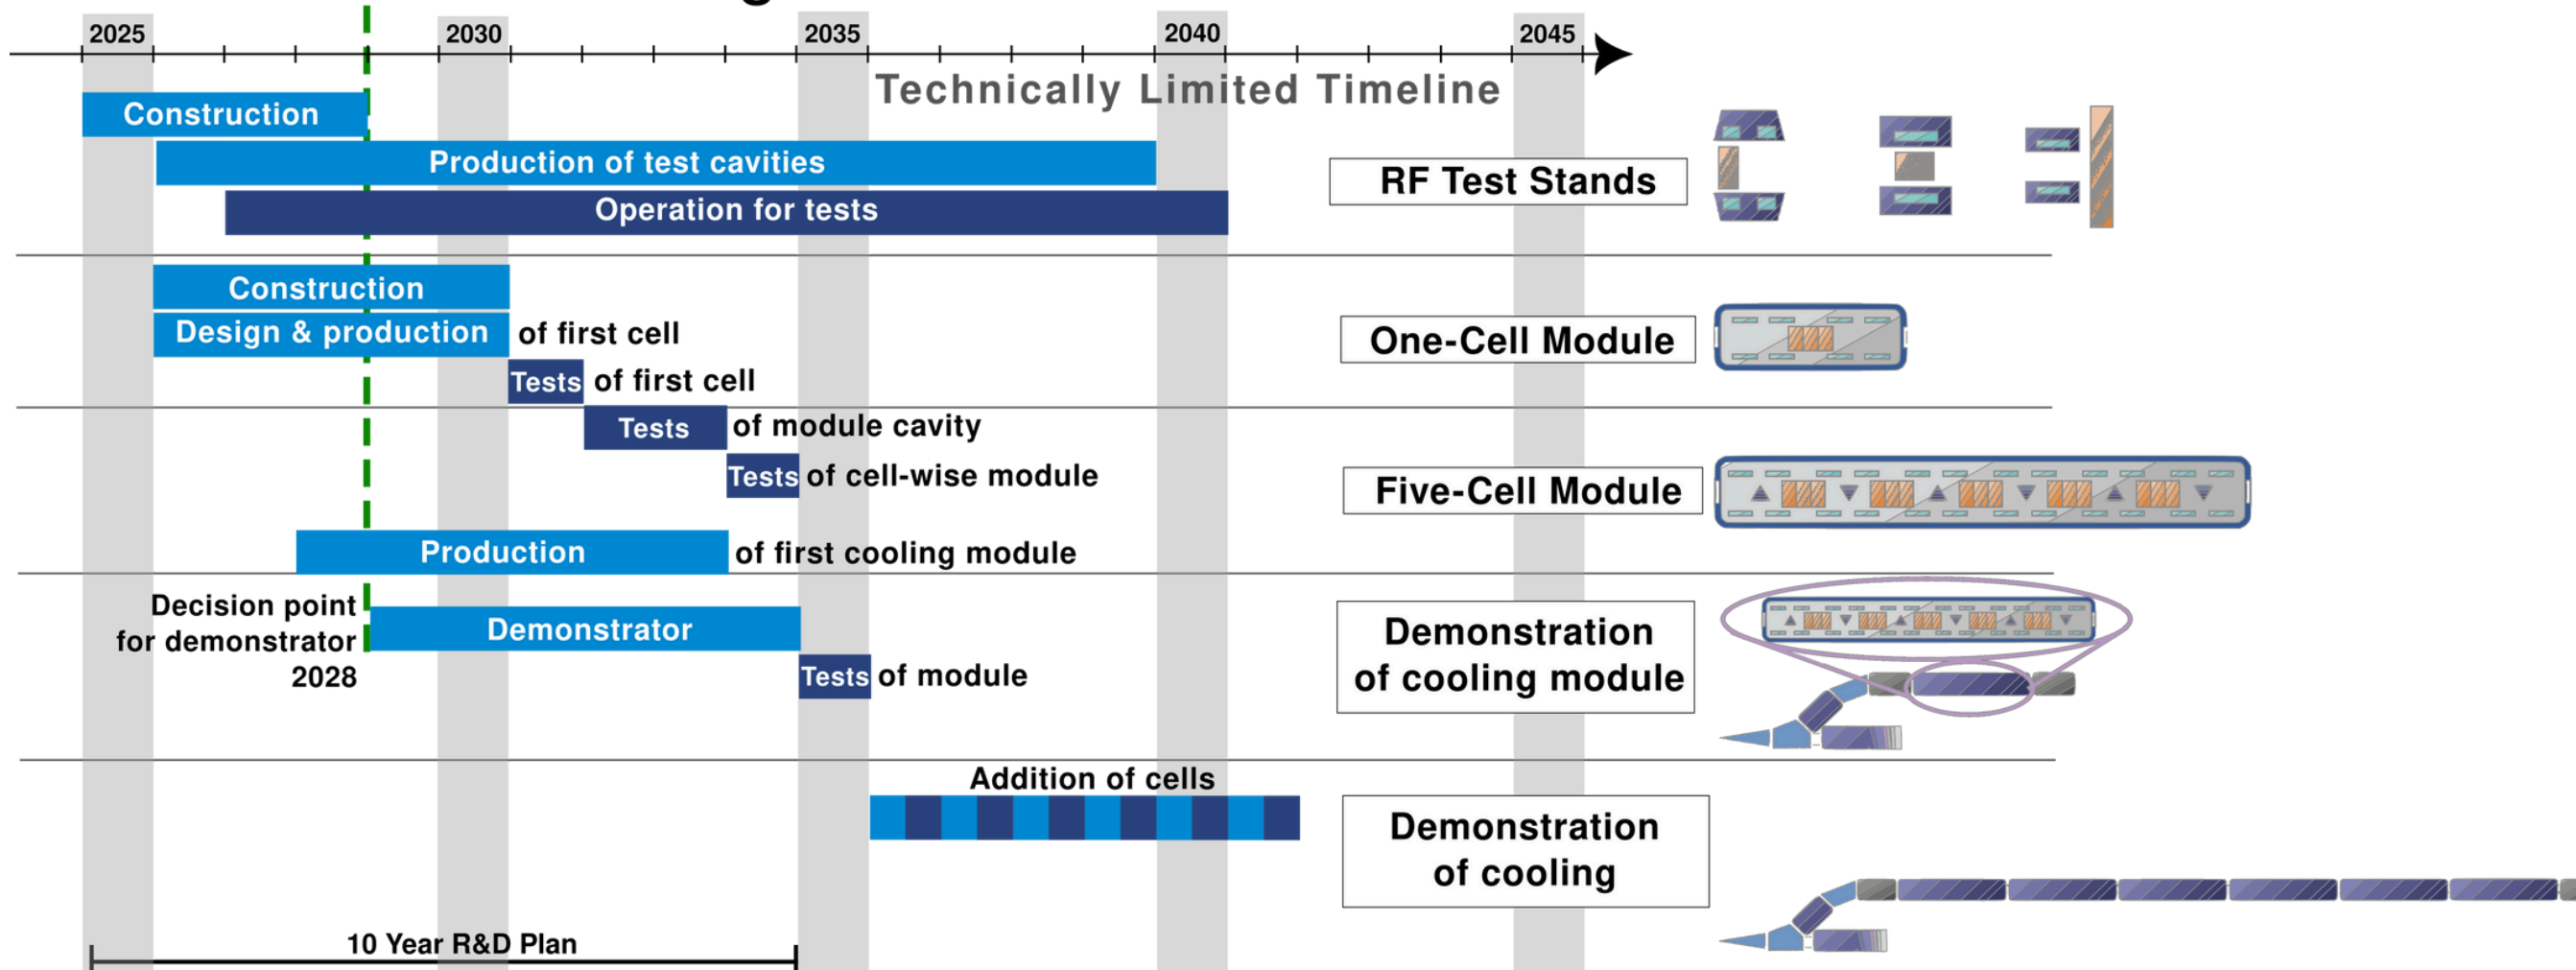 2025
2030
2035
2040
2045
Technically Limited Timeline
Construction
Production of test cavities
Operation for tests
RF Test Stands
Construction
Design & production of first cell
Tests of first cell
One-Cell Module
Tests of module cavity
Tests of cell-wise module
Production of first cooling module
Five-Cell Module
Decision point
for demonstrator
2028
Demonstrator
Tests of module
Demonstration
of cooling module
Addition of cells
Demonstration
of cooling
10 Year R&D Plan